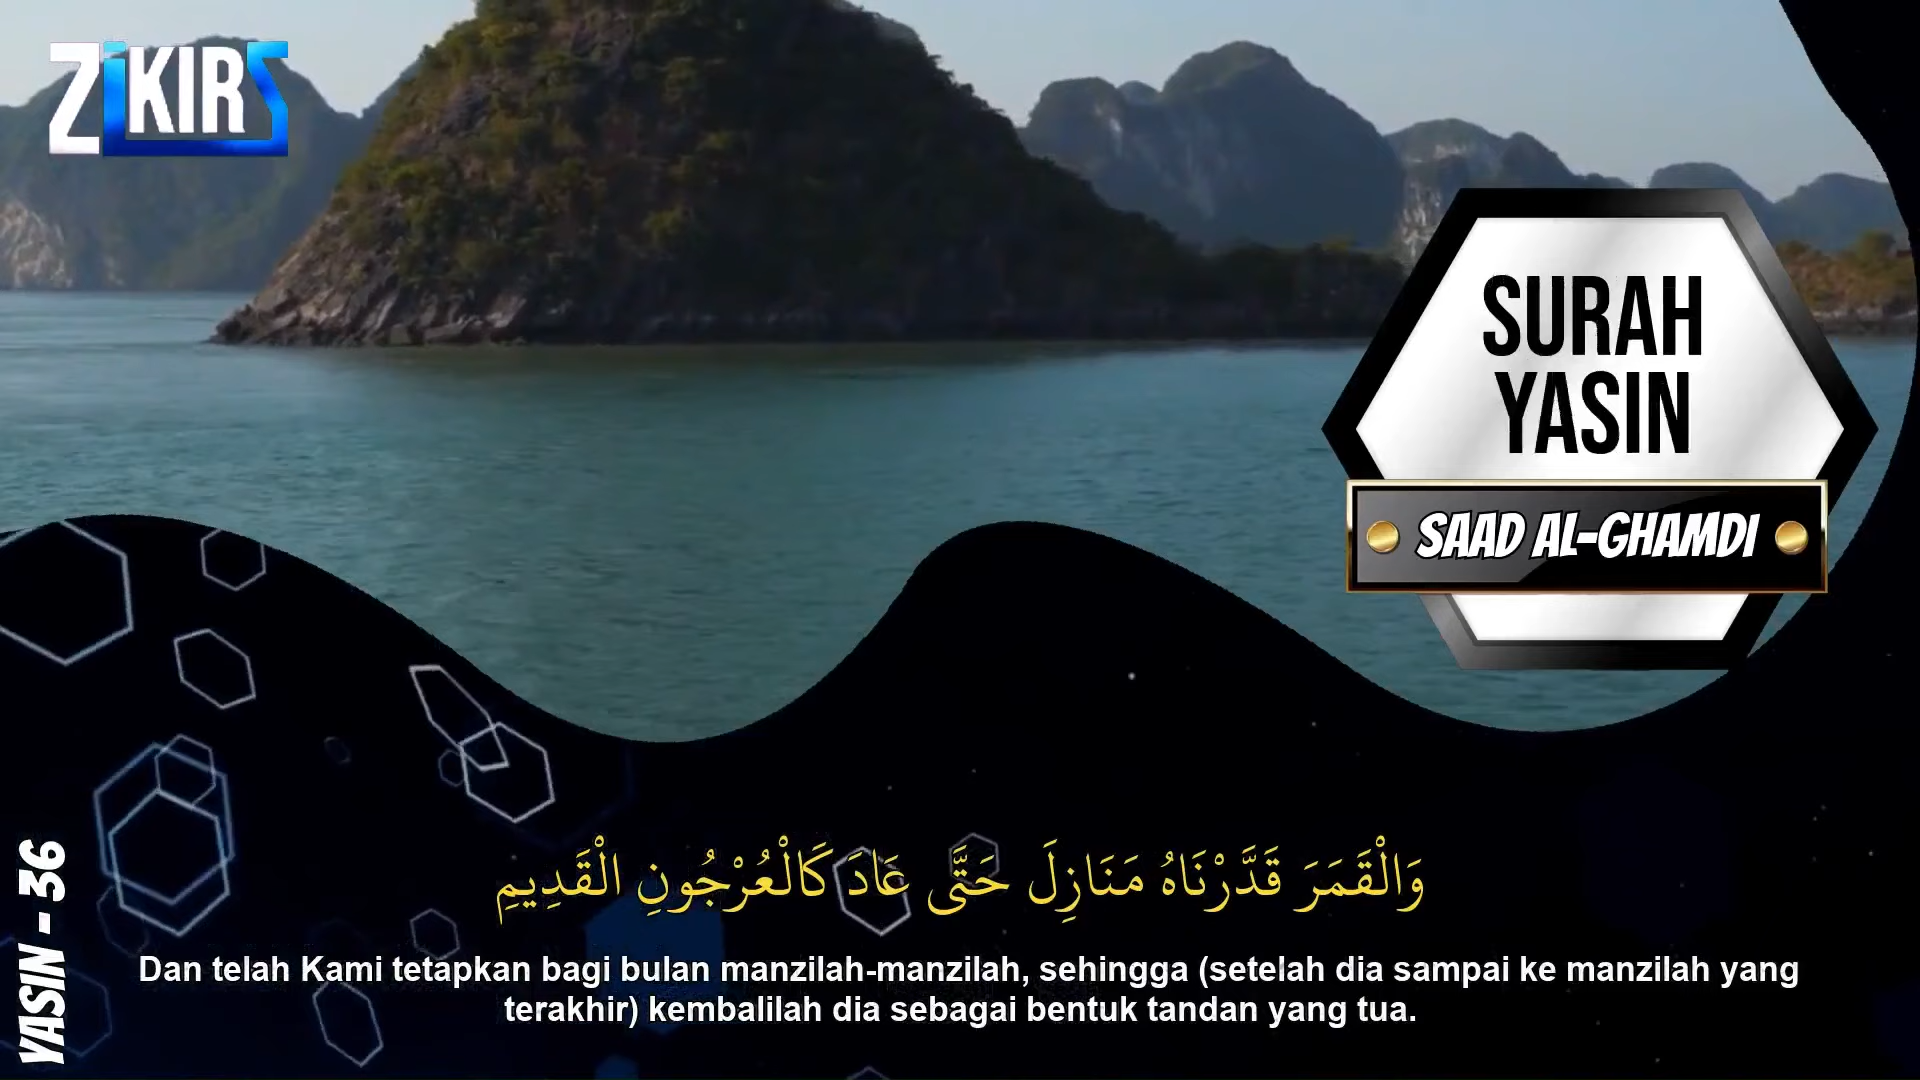 ZiKIRS
SURAH
YASIN
SAAD AL-GHAMDI
وَالْقَمَرَ قَدَّرْنَاهُ مَنَازِلَ حَتَّى عَادَ كَالْعُرْجُونِ الْقَدِيمِ
Dan telah Kami tetapkan bagi bulan manzilah-manzilah, sehingga (setelah dia sampai ke manzilah yang
terakhir) kembalilah dia sebagai bentuk tandan yang tua.
YASIN - 36